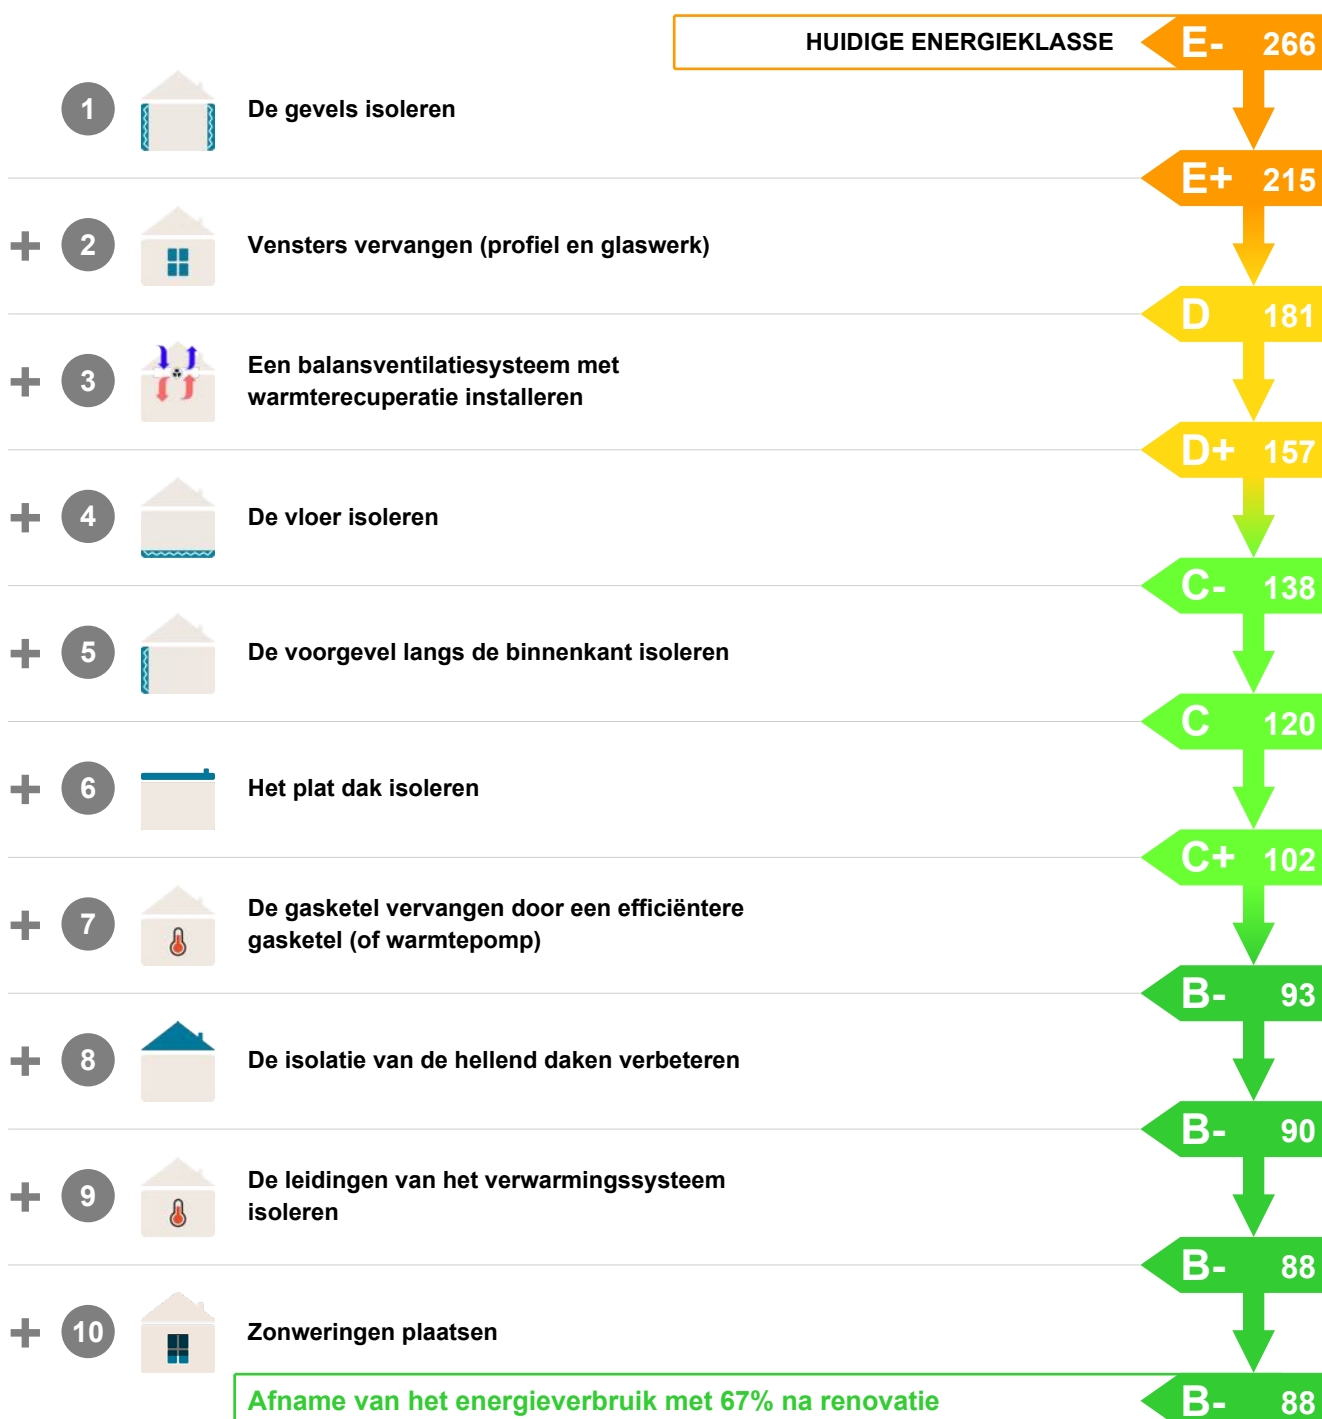 HUIDIGE ENERGIEKLASSE E- 266
1 De gevels isoleren
E+ 215
+ 2 Vensters vervangen (profiel en glaswerk)
D 181
+ 3 Een balansventilatiesysteem met
warmterecuperatie installeren
D+ 157
+ 4 De vloer isoleren
C- 138
+ 5 De voorgevel langs de binnenkant isoleren
C 120
+ 6 Het plat dak isoleren
C+ 102
+ 7 De gasketel vervangen door een efficiëntere
gasketel (of warmtepomp)
B- 93
+ 8 De isolatie van de hellend daken verbeteren
B- 90
+ 9 De leidingen van het verwarmingssysteem
isoleren
B- 88
+ 10 Zonweringen plaatsen
Afname van het energieverbruik met 67% na renovatie B- 88